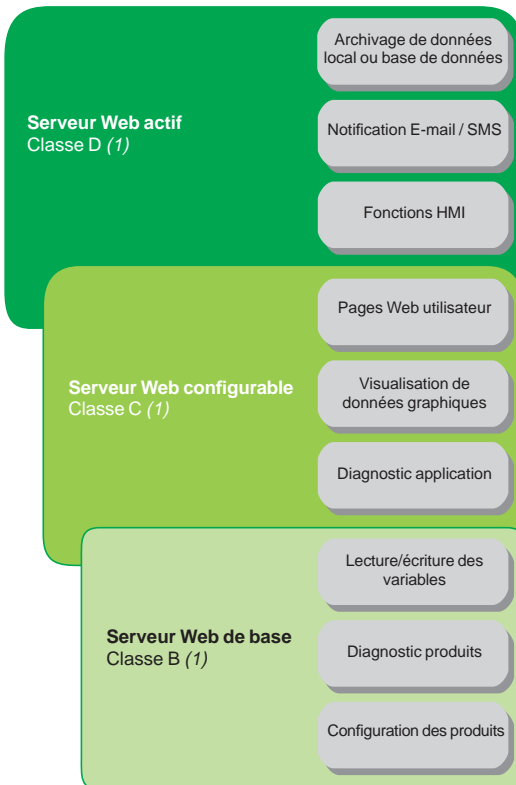 Archivage de données
local ou base de données
Serveur Web actif
Classe D (1)
Notification E-mail / SMS
Fonctions HMI
Pages Web utilisateur
Serveur Web configurable
Classe C (1)
Visualisation de
données graphiques
Diagnostic application
Lecture/écriture des
variables
Serveur Web de base
Classe B (1)
Diagnostic produits
Configuration des produits